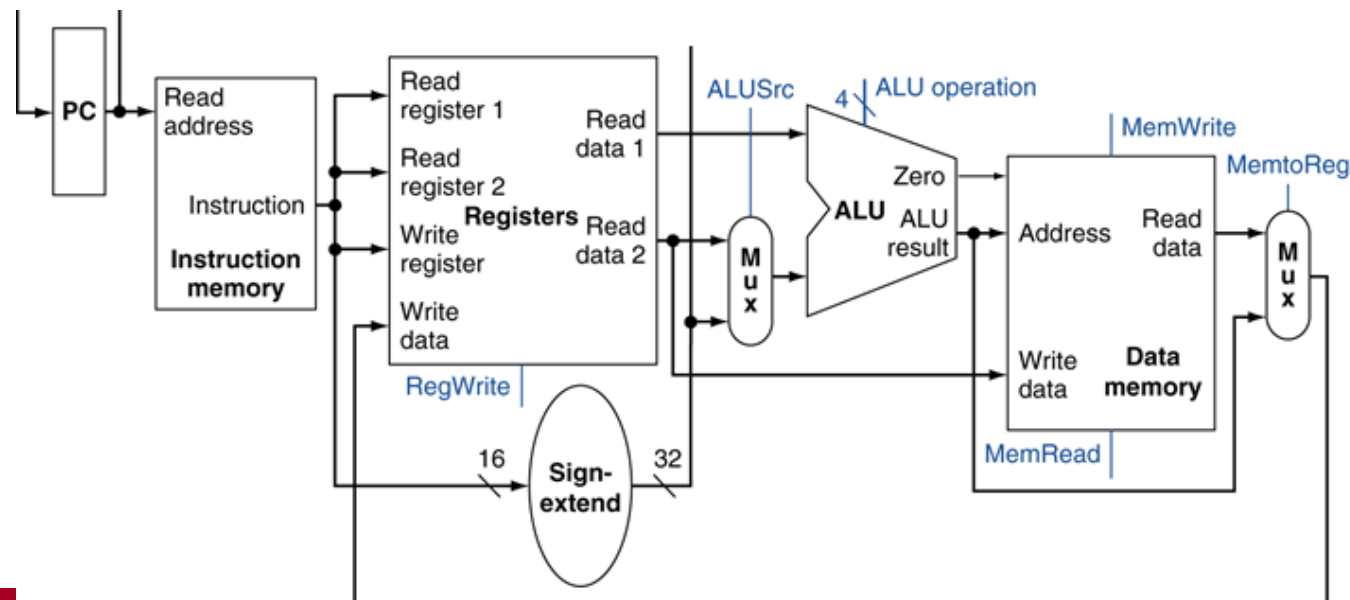 PC
Read
address
Instruction
Instruction
memory
Read
register 1
Read
register 2
Write
register
Write
data
Registers
Read
data 1
Read
data 2
RegWrite
16
Sign-
extend
32
ALUSrc
M
u
x
4
ALU operation
Zero
ALU
ALU
result
MemWrite
Address
Read
data
Write
data
Data
memory
MemRead
MemtoReg
M
u
x